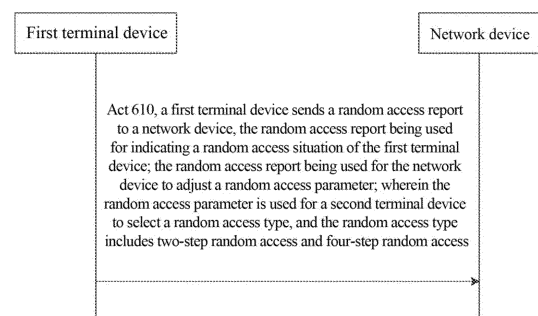 First terminal device
Network device
Act 610, a first terminal device sends a random access report
to a network device, the random access report being used
for indicating a random access situation of the first terminal
device; the random access report being used for the network
device to adjust a random access parameter; wherein the
random access parameter is used for a second terminal device
to select a random access type, and the random access type
includes two-step random access and four-step random access